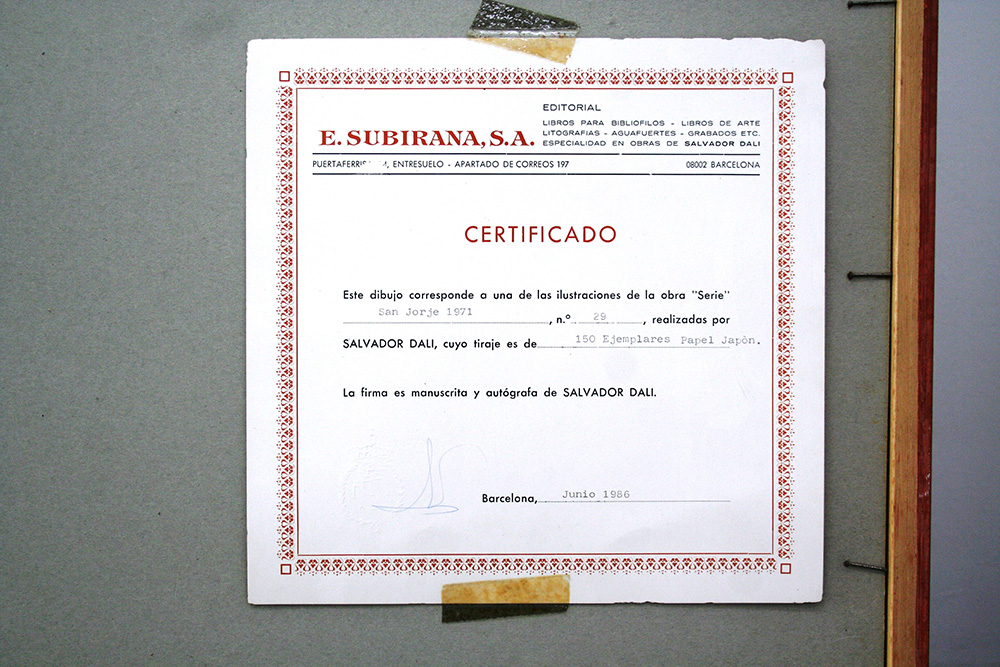 EDITORIAL
LIBROS PARA BIBLIOFILOS - LIBROS DE ARTE
E. SUBIRANA, S.A.
LITOGRAFIAS - AGUAFUERTES - GRABADOS ETC.
ESPECIALIDAD EN OBRAS DE SALVADOR DALI
ENTRESUELO - APARTADO DE CORREOS 197
08002 BARCELONA
CERTIFICADO
Este dibujo corresponde a una de las ilustraciones de la obra "Serie"
San Jorje 1971, n.º 29, realizadas por
SALVADOR DALI, cuyo tiraje es de 150 Ejemplares Papel Japòn.
La firma es manuscrita y autógrafa de SALVADOR DALI.
Barcelona, Junio 1986